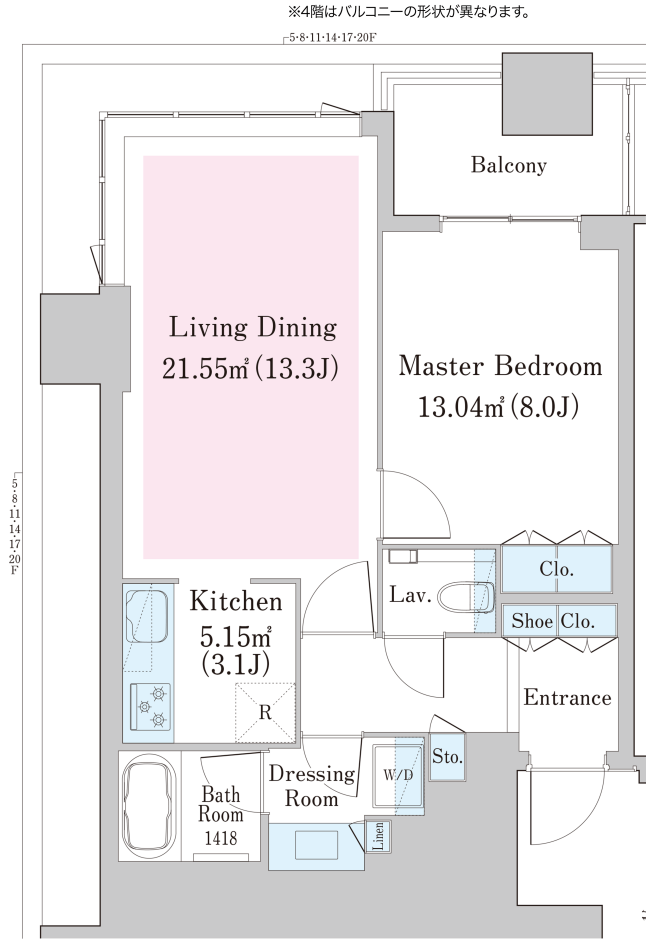 ※4階はバルコニーの形状が異なります。
5·8·11·14·17·20F
Balcony
Living Dining
21.55㎡(13.3J)
Master Bedroom
13.04㎡(8.0J)
5·8·11·14·17·20F
Clo.
Lav.
Kitchen
5.15㎡
(3.1J)
Shoe Clo.
Entrance
R
Sto.
Dressing
Room
W/D
Bath
Room
1418
Linen